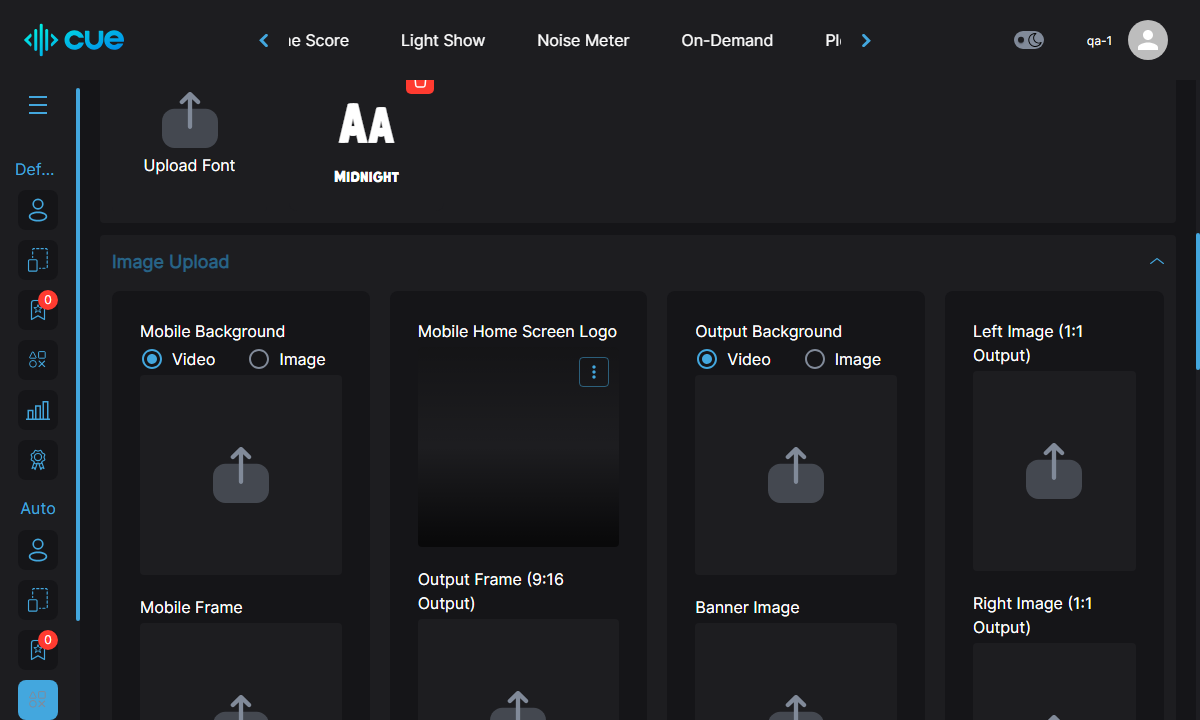 cue
e Score
Light Show
Noise Meter
On-Demand
qa-1
Def...
0
Auto
0
Upload Font
AA
MIDNIGHT
Image Upload
Mobile Background
Video
Image
Mobile Home Screen Logo
Output Background
Video
Image
Left Image (1:1
Output)
Mobile Frame
Output Frame (9:16
Output)
Banner Image
Right Image (1:1
Output)